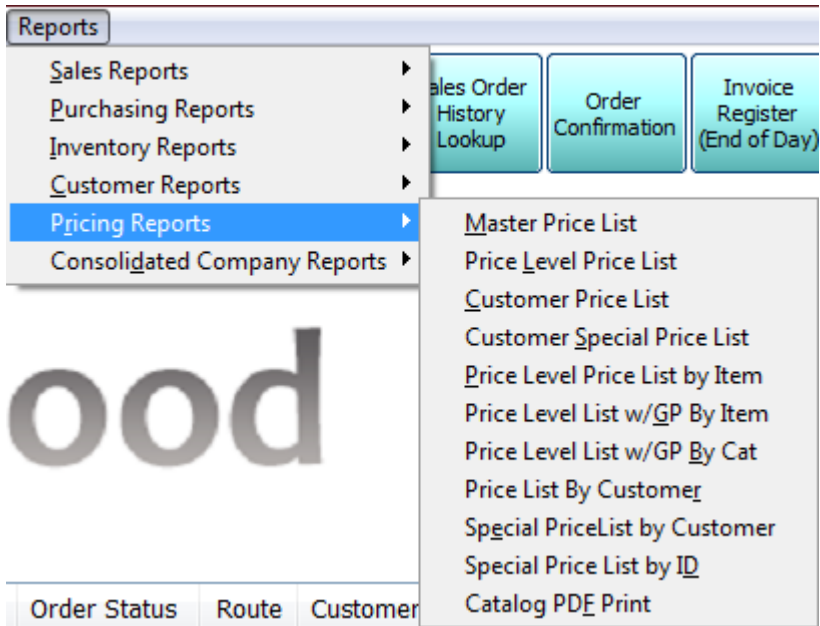 Reports
Sales Reports
Purchasing Reports
Inventory Reports
Customer Reports
Pricing Reports
Consolidated Company Reports
Order
History
Lookup
Order
Confirmation
Invoice
Register
(End of Day)
Master Price List
Price Level Price List
Customer Price List
Customer Special Price List
Price Level Price List by Item
Price Level List w/GP By Item
Price Level List w/GP By Cat
Price List By Customer
Special PriceList by Customer
Special Price List by ID
Catalog PDF Print
ood
Order Status Route Customer